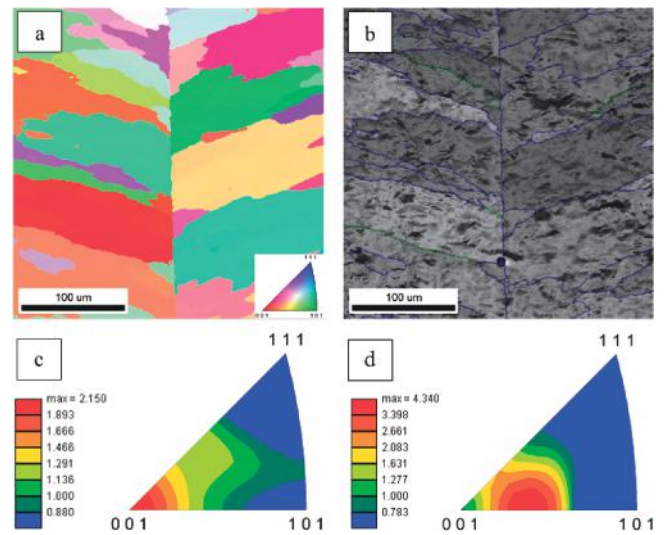 a
b
111
001
101
100 um
100 um
c
111
max = 2.150
1.893
1.666
1.466
1.291
1.136
1.000
0.880
001
101
d
111
max = 4.340
3.398
2.661
2.083
1.631
1.277
1.000
0.783
001
101